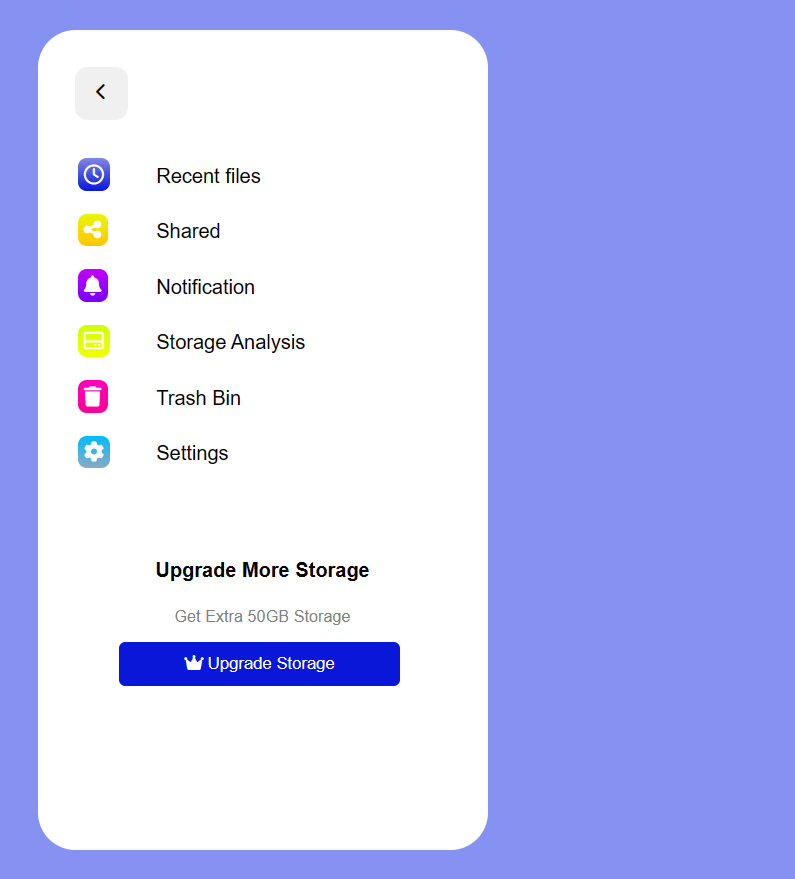 Recent files
Shared
Notification
Storage Analysis
Trash Bin
Settings
Upgrade More Storage
Get Extra 50GB Storage
Upgrade Storage